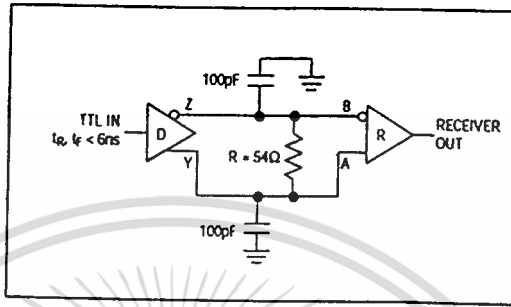 100pF
Z
B
TTL IN
tR, tF < 6ns
D
R
RECEIVER
OUT
Y
R = 54Ω
A
100pF